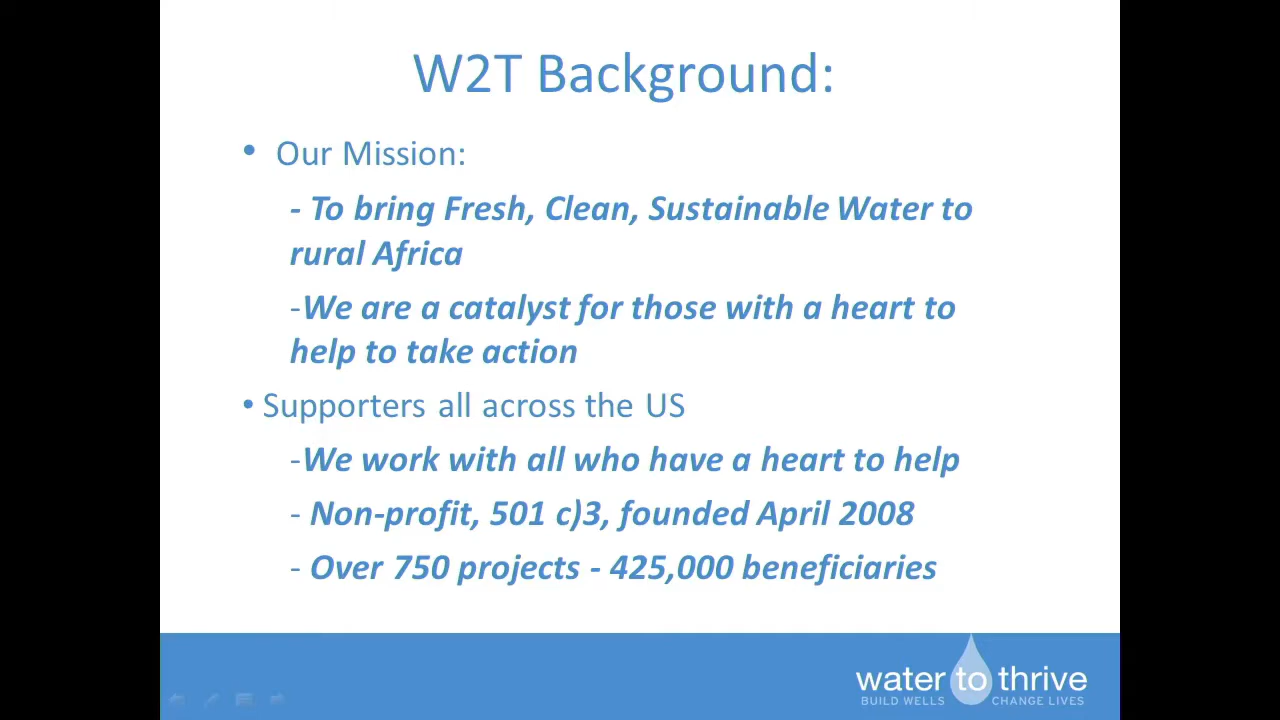 W2T Background:
• Our Mission:
- To bring Fresh, Clean, Sustainable Water to
rural Africa
-We are a catalyst for those with a heart to
help to take action
• Supporters all across the US
-We work with all who have a heart to help
- Non-profit, 501 c)3, founded April 2008
- Over 750 projects - 425,000 beneficiaries
water to thrive
BUILD WELLS CHANGE LIVES